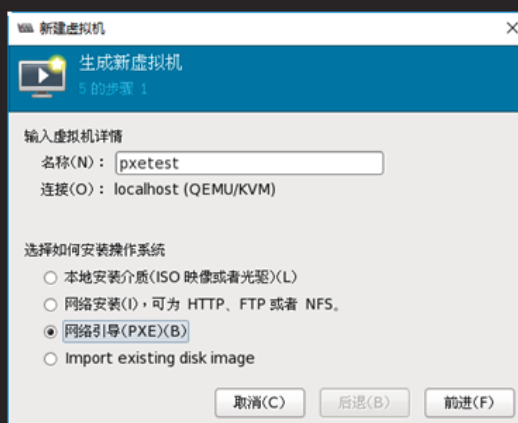 新建虚拟机
生成新虚拟机
5 的步骤 1
输入虚拟机详情
名称(N)： pxetest
连接(O)： localhost (QEMU/KVM)
选择如何安装操作系统
本地安装介质(ISO 映像或者光驱)(L)
网络安装(I)，可为 HTTP、FTP 或者 NFS。
网络引导(PXE)(B)
Import existing disk image
取消(C) 后退(B) 前进(F)